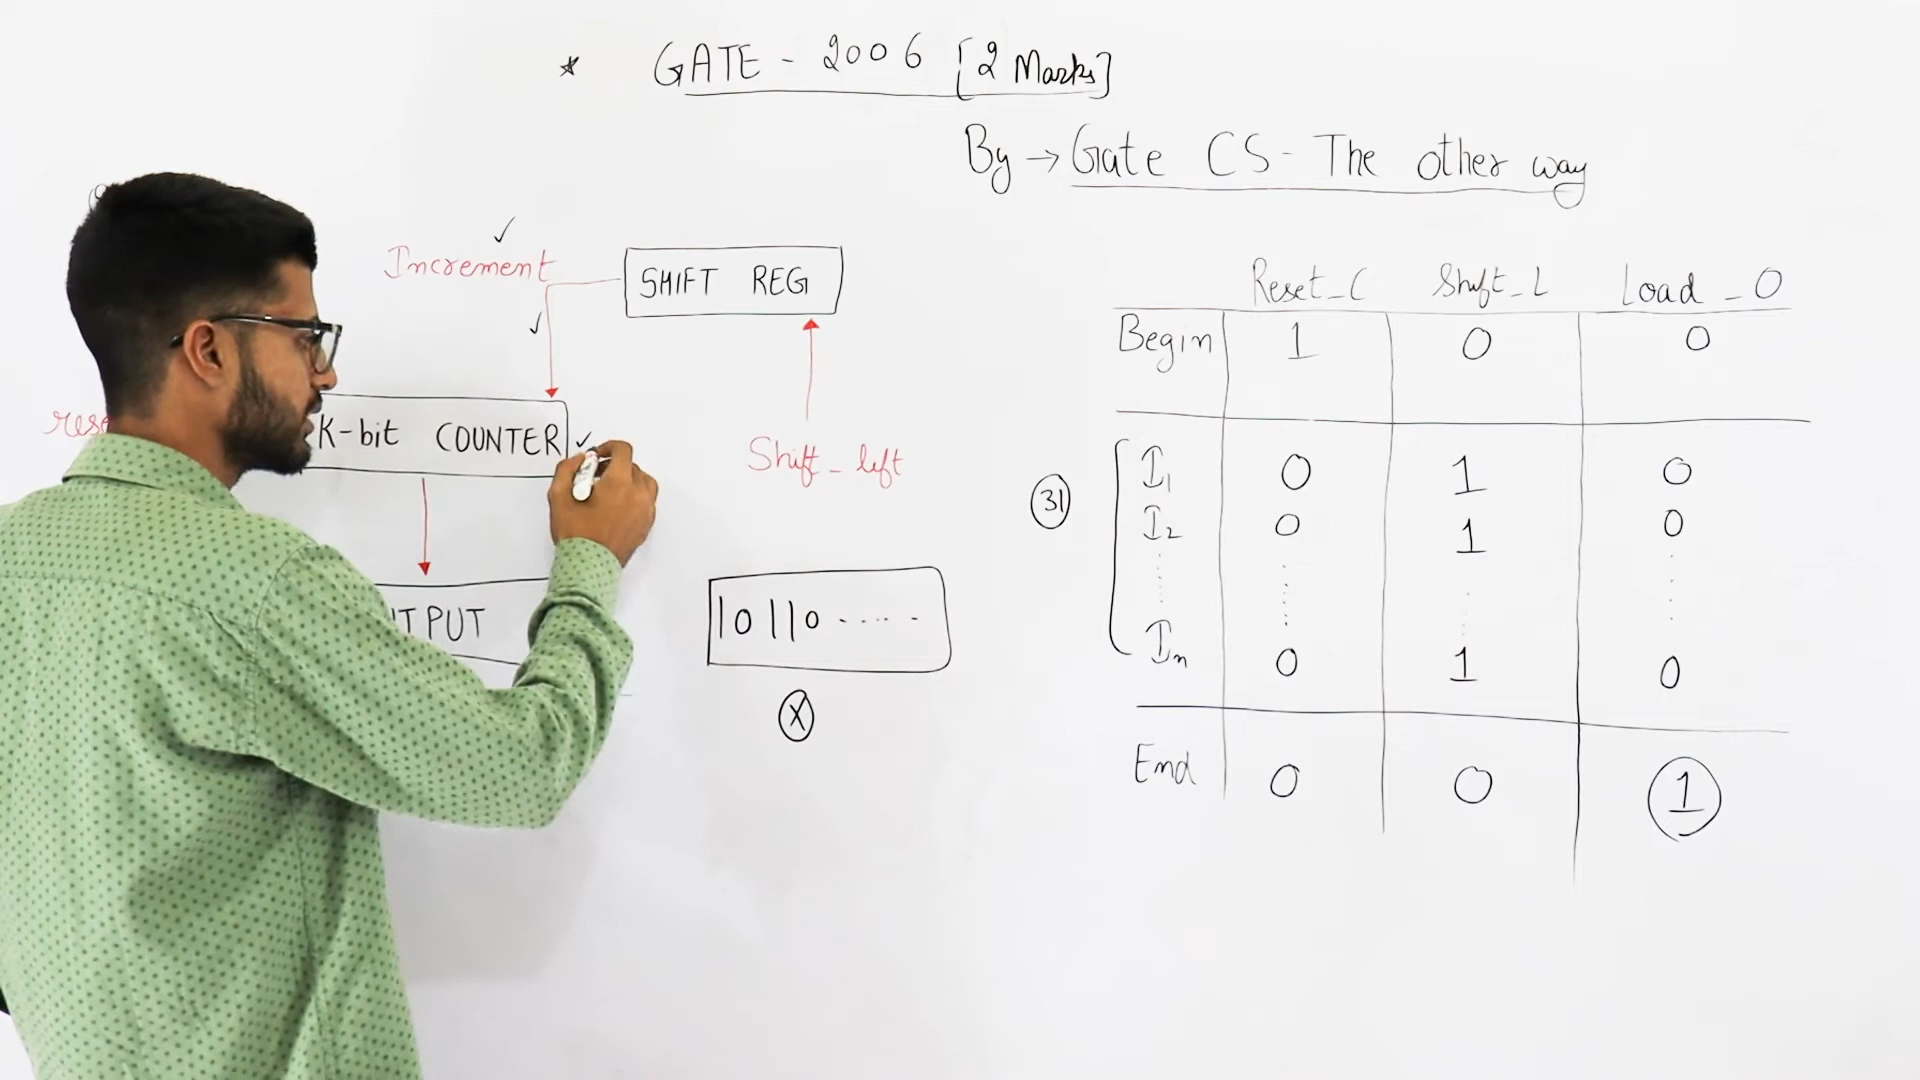 * GATE - 2006 [2 Marks]
By → Gate CS - The other way
Increment
SHIFT REG
K-bit COUNTER
Shift_left
10110.....
X
Reset_C Shift_L Load_O
Begin 1 0 0
31
I1 0 1 0
I2 0 1 0
In 0 1 0
End 0 0 1